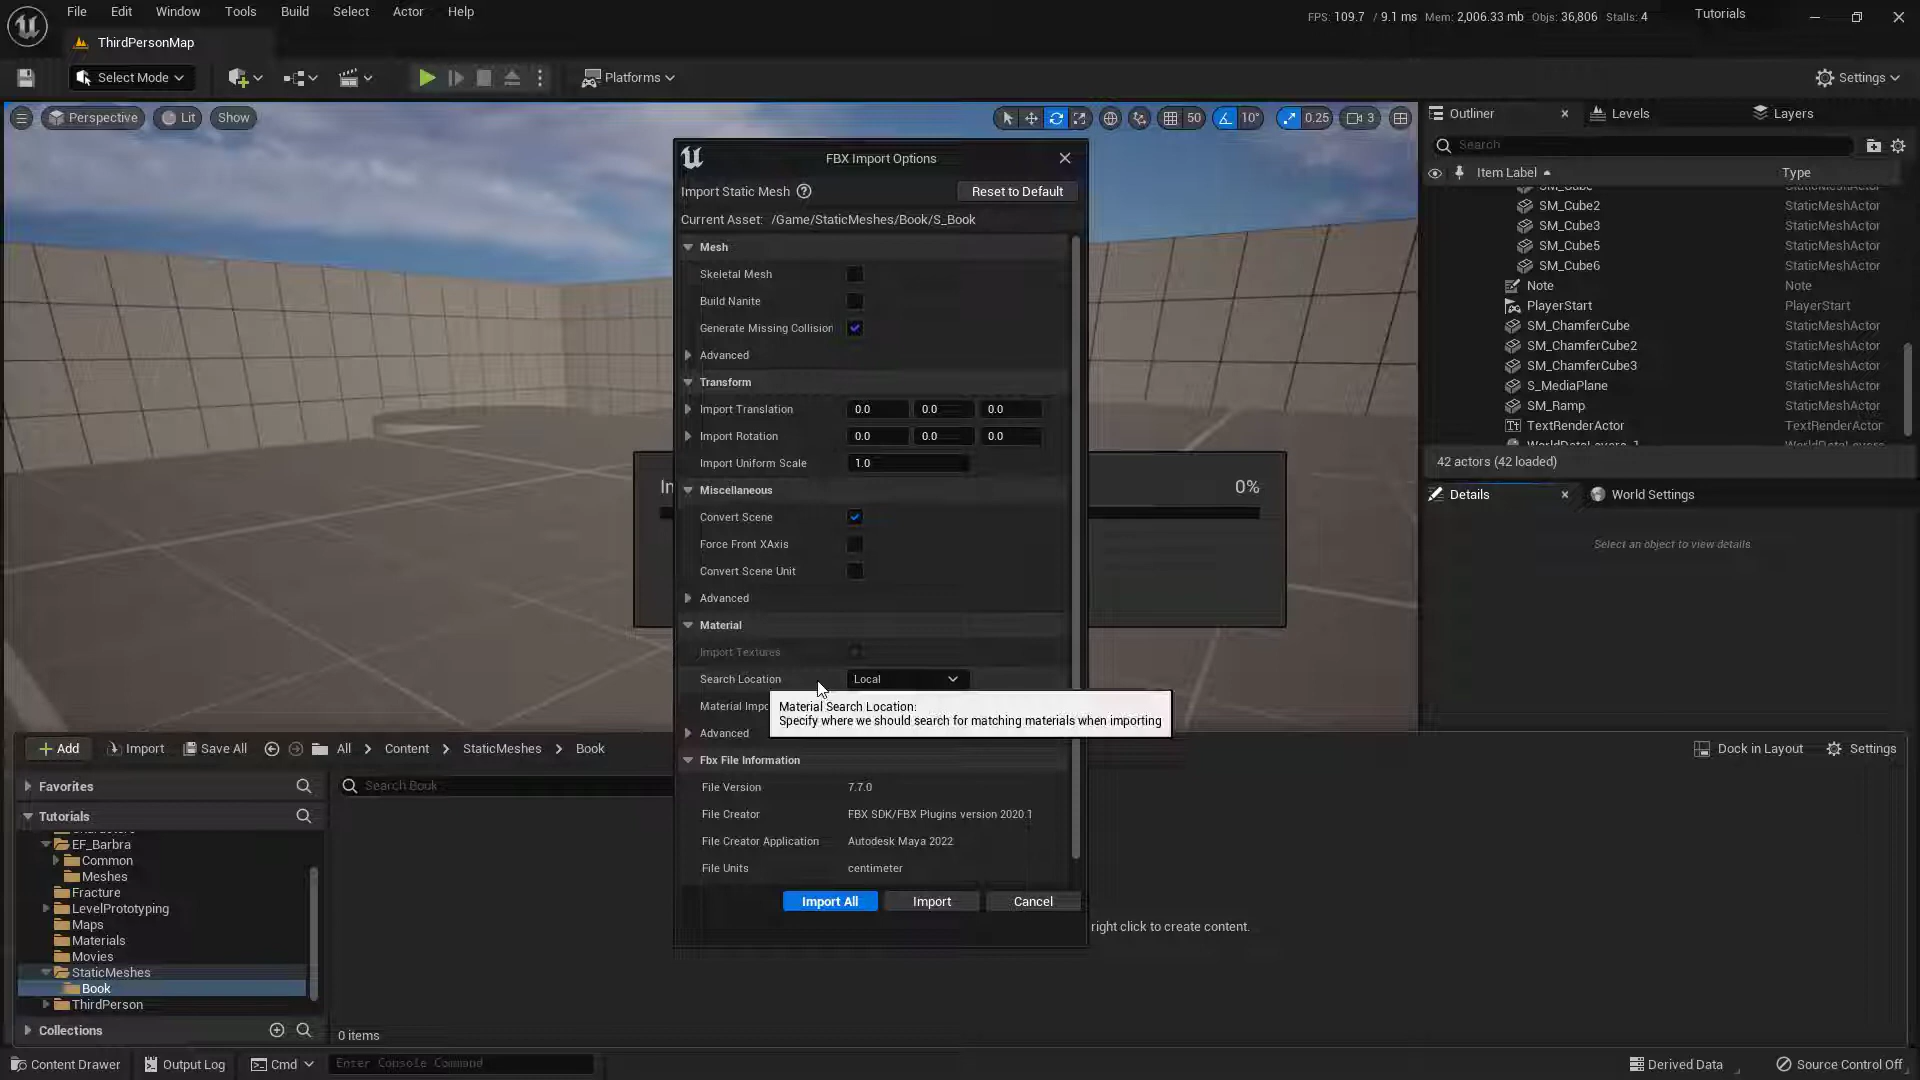 File Edit Window Tools Build Select Actor Help
FPS: 109.7 / 9.1 ms Mem: 2,006.33 mb Objs: 36,806 Stalls: 4
Tutorials
ThirdPersonMap
Select Mode
Platforms
Settings
Perspective Lit Show
50 10° 0.25 3
FBX Import Options
Import Static Mesh
Reset to Default
Current Asset: /Game/StaticMeshes/Book/S_Book
Mesh
Skeletal Mesh
Build Nanite
Generate Missing Collision
Advanced
Transform
Import Translation 0.0 0.0 0.0
Import Rotation 0.0 0.0 0.0
Import Uniform Scale 1.0
Miscellaneous
Convert Scene
Force Front XAxis
Convert Scene Unit
Advanced
Material
Import Textures
Search Location Local
Material Impo
Material Search Location:
Specify where we should search for matching materials when importing
Advanced
Fbx File Information
File Version 7.7.0
File Creator FBX SDK/FBX Plugins version 2020.1
File Creator Application Autodesk Maya 2022
File Units centimeter
Import All Import Cancel
0%
Outliner Levels Layers
Search
Item Label Type
SM_Cube StaticMeshActor
SM_Cube2 StaticMeshActor
SM_Cube3 StaticMeshActor
SM_Cube5 StaticMeshActor
SM_Cube6 StaticMeshActor
Note Note
PlayerStart PlayerStart
SM_ChamferCube StaticMeshActor
SM_ChamferCube2 StaticMeshActor
SM_ChamferCube3 StaticMeshActor
S_MediaPlane StaticMeshActor
SM_Ramp StaticMeshActor
TextRenderActor TextRenderActor
WorldDataLayers_1 WorldDataLayers
42 actors (42 loaded)
Details World Settings
Select an object to view details
Add Import Save All All Content StaticMeshes Book
Dock in Layout Settings
Favorites
Search Book
Tutorials
Characters
EF_Barbra
Common
Meshes
Fracture
LevelPrototyping
Maps
Materials
Movies
StaticMeshes
Book
ThirdPerson
Collections
right click to create content.
0 items
Content Drawer Output Log Cmd Enter Console Command
Derived Data Source Control Off